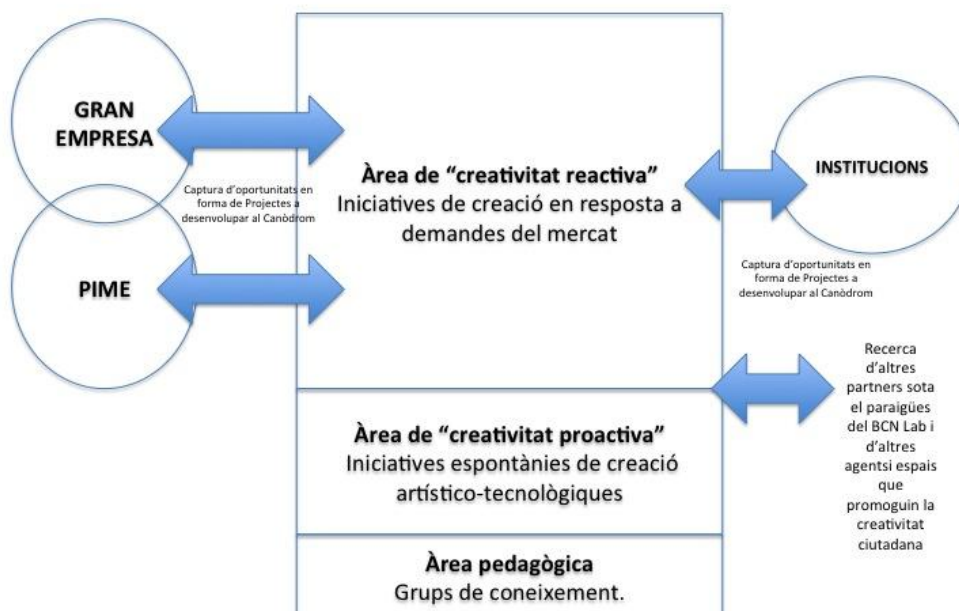 GRAN
EMPRESA
Captura d'oportunitats en
forma de Projectes a
desenvolupar al Canòdrom
PIME
Àrea de “creativitat reactiva”
Iniciatives de creació en resposta a
demandes del mercat
INSTITUCIONS
Captura d'oportunitats en
forma de Projectes a
desenvolupar al Canòdrom
Àrea de “creativitat proactiva”
Iniciatives espontànies de creació
artístico-tecnològiques
Recerca
d'altres
partners sota
el paraigües
del BCN Lab i
d'altres
agentsi espais
que
promoguin la
creativitat
ciutadana
Àrea pedagògica
Grups de coneixement.